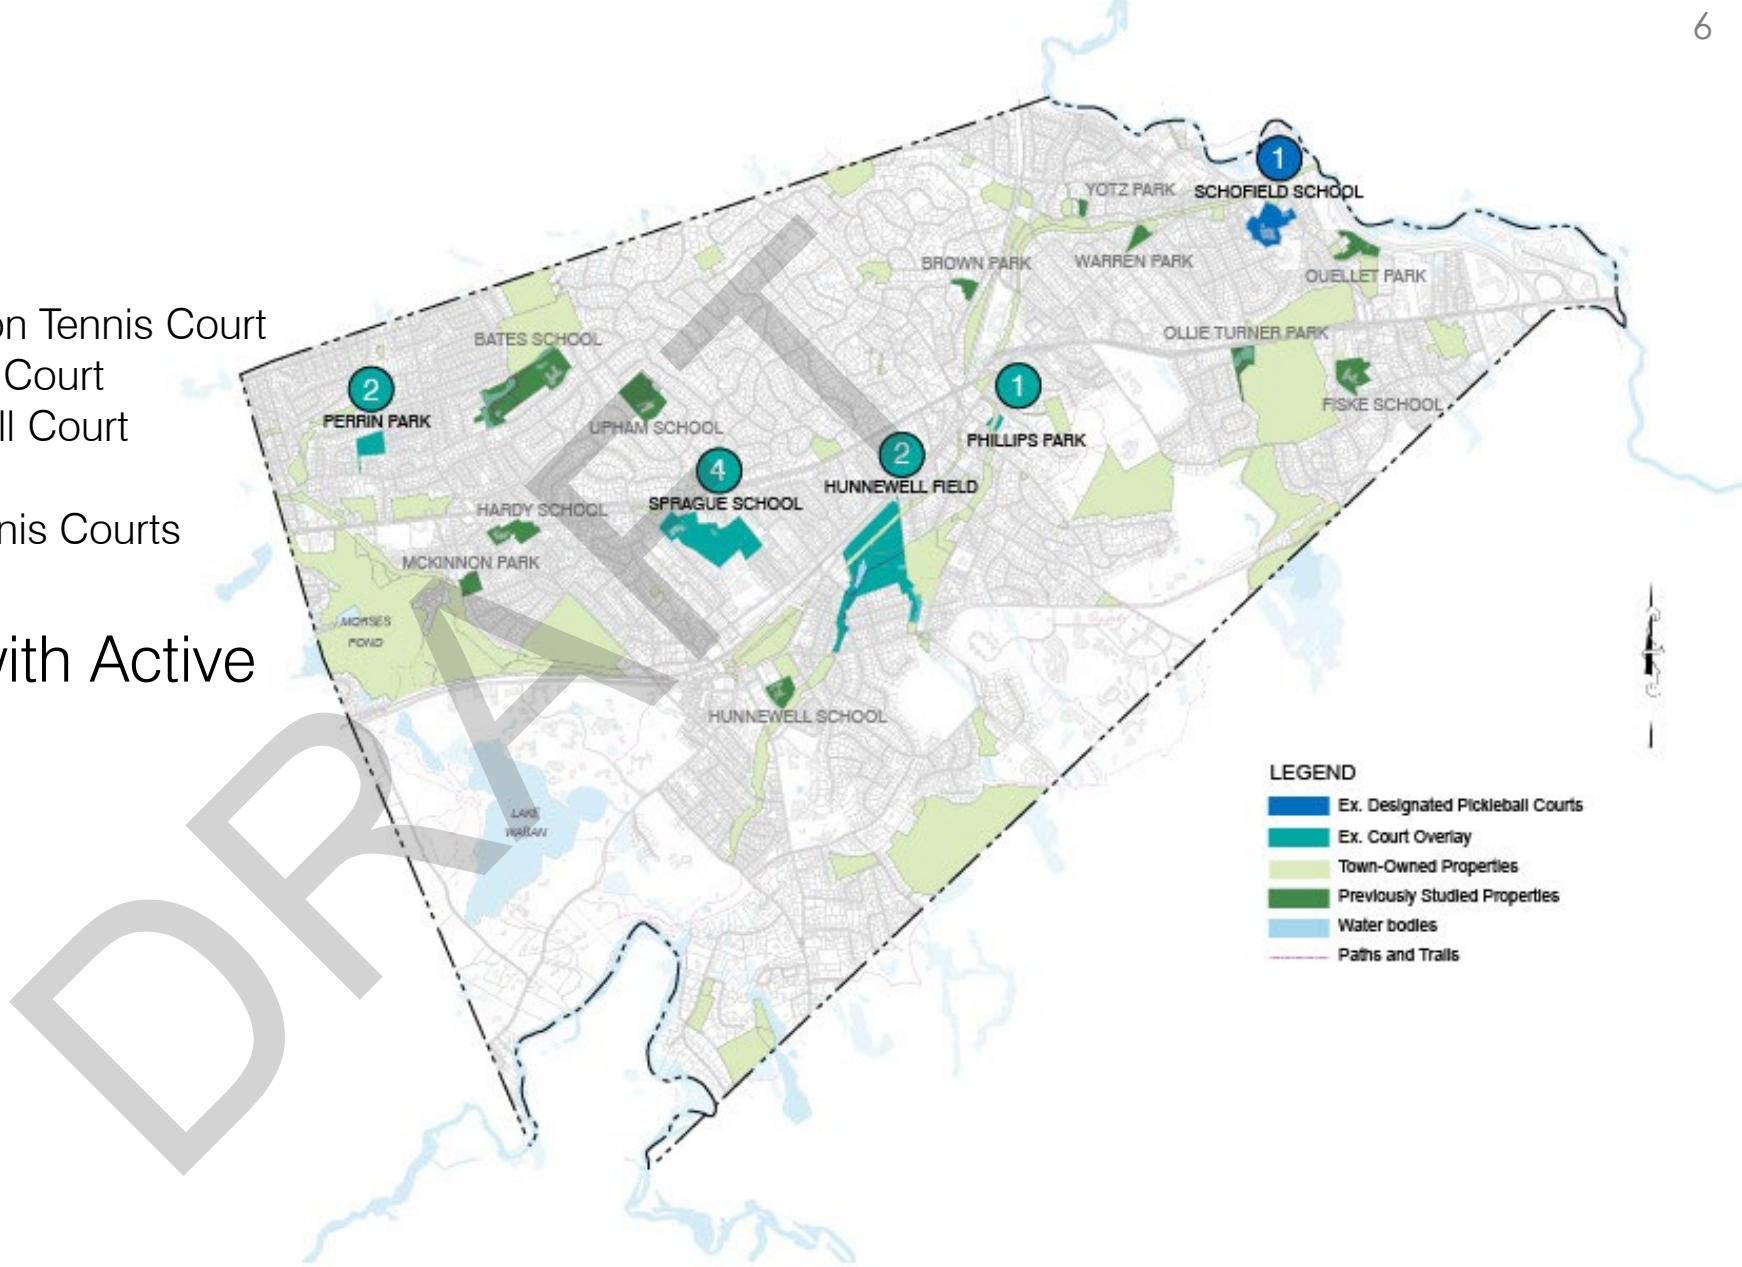 6
on Tennis Court
Court
ll Court
nis Courts
with Active
1
SCHOFIELD SCHOOL
YOTZ PARK
WARREN PARK
BROWN PARK
OUELLET PARK
OLLIE TURNER PARK
FISKE SCHOOL
BATES SCHOOL
2
PERRIN PARK
UPHAM SCHOOL
1
PHILLIPS PARK
2
HUNNEWELL FIELD
4
SPRAGUE SCHOOL
HARDY SCHOOL
MCKINNON PARK
MORSES
POND
HUNNEWELL SCHOOL
LAKE
WABAN
DRAFT
LEGEND
Ex. Designated Pickleball Courts
Ex. Court Overlay
Town-Owned Properties
Previously Studied Properties
Water bodies
Paths and Trails